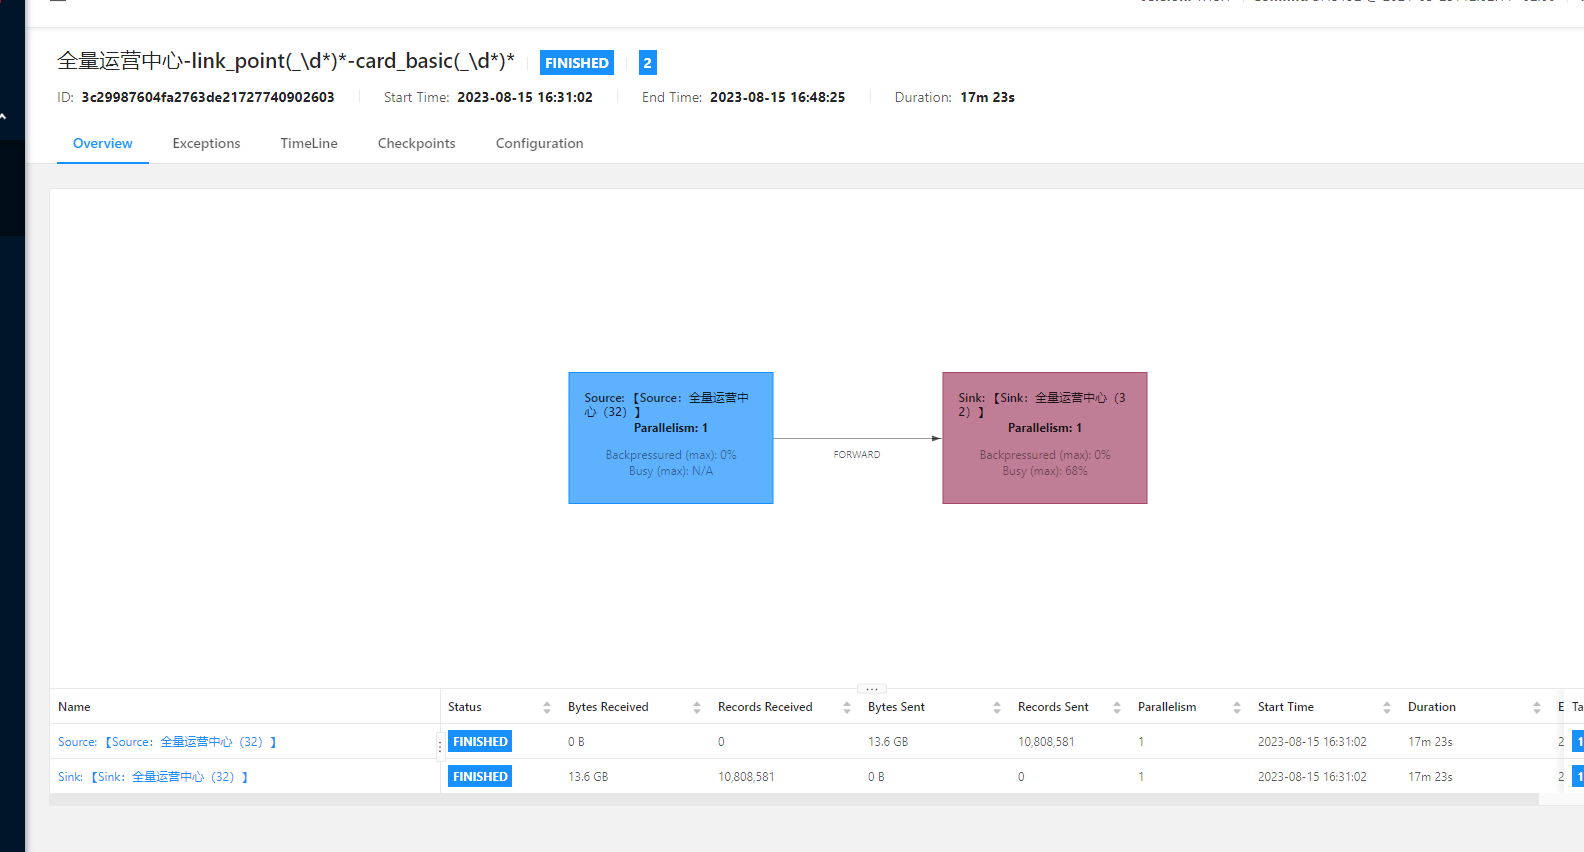 全量运营中心-link_point(_\d*)*-card_basic(_\d*)* FINISHED 2
ID: 3c29987604fa2763de21727740902603 Start Time: 2023-08-15 16:31:02 End Time: 2023-08-15 16:48:25 Duration: 17m 23s
Overview Exceptions TimeLine Checkpoints Configuration
Source: 【Source：全量运营中
心（32）】
Parallelism: 1
Backpressured (max): 0%
Busy (max): N/A
FORWARD
Sink: 【Sink：全量运营中心（3
2）】
Parallelism: 1
Backpressured (max): 0%
Busy (max): 68%
Name Status Bytes Received Records Received Bytes Sent Records Sent Parallelism Start Time Duration E Ta
Source: 【Source：全量运营中心（32）】 FINISHED 0 B 0 13.6 GB 10,808,581 1 2023-08-15 16:31:02 17m 23s 2 1
Sink: 【Sink：全量运营中心（32）】 FINISHED 13.6 GB 10,808,581 0 B 0 1 2023-08-15 16:31:02 17m 23s 2 1